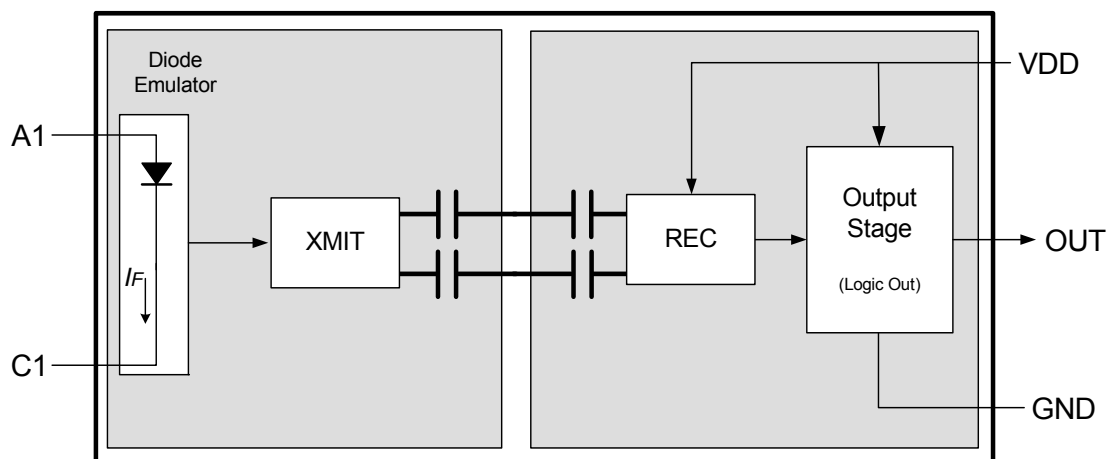 Diode
Emulator
VDD
A1
Output
Stage
XMIT
REC
OUT
IF
(Logic Out)
C1
GND